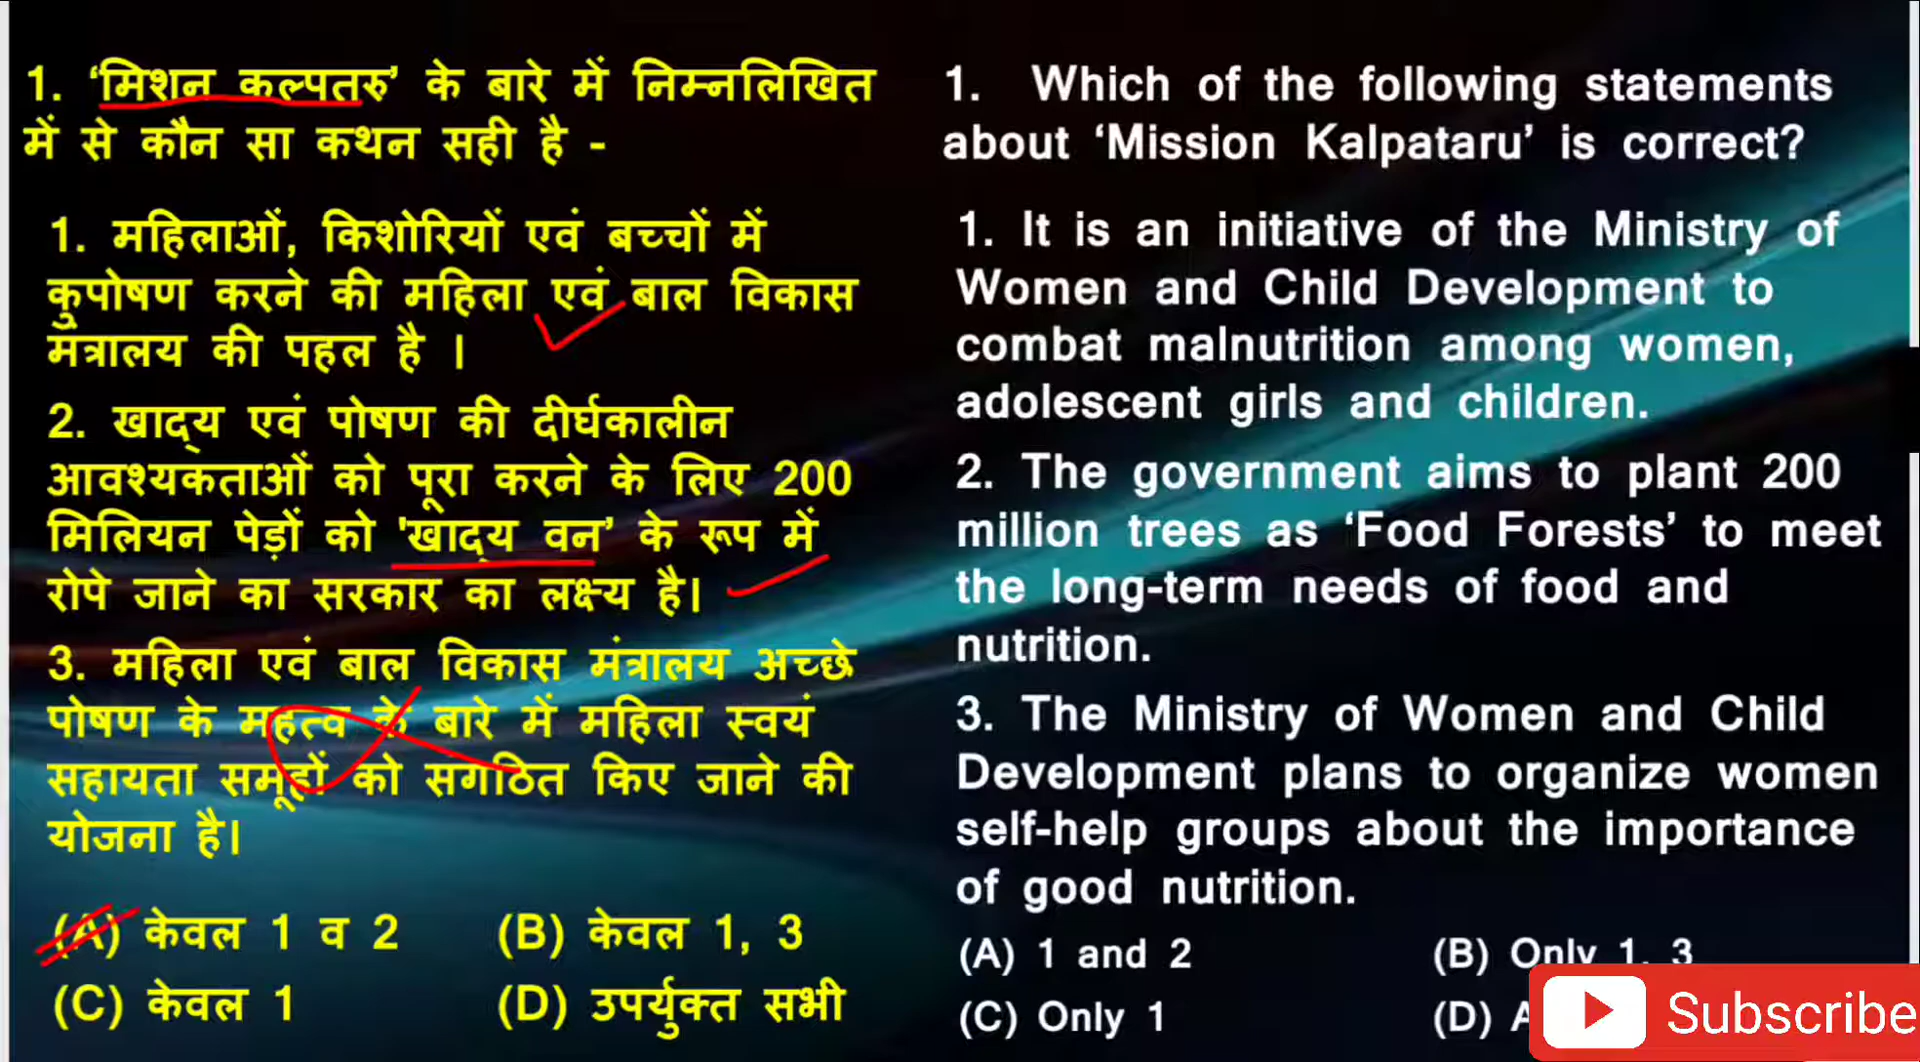 1. ‘मिशन कल्पतरु’ के बारे में निम्नलिखित
में से कौन सा कथन सही है -
1. महिलाओं, किशोरियों एवं बच्चों में
कुपोषण करने की महिला एवं बाल विकास
मंत्रालय की पहल है ।
2. खाद्य एवं पोषण की दीर्घकालीन
आवश्यकताओं को पूरा करने के लिए 200
मिलियन पेड़ों को 'खाद्य वन’ के रूप में
रोपे जाने का सरकार का लक्ष्य है।
3. महिला एवं बाल विकास मंत्रालय अच्छे
पोषण के महत्व के बारे में महिला स्वयं
सहायता समूहों को सगठित किए जाने की
योजना है।
(A) केवल 1 व 2 (B) केवल 1, 3
(C) केवल 1 (D) उपर्युक्त सभी
1. Which of the following statements
about ‘Mission Kalpataru’ is correct?
1. It is an initiative of the Ministry of
Women and Child Development to
combat malnutrition among women,
adolescent girls and children.
2. The government aims to plant 200
million trees as ‘Food Forests’ to meet
the long-term needs of food and
nutrition.
3. The Ministry of Women and Child
Development plans to organize women
self-help groups about the importance
of good nutrition.
(A) 1 and 2 (B) Only 1, 3
(C) Only 1 (D)
Subscribe